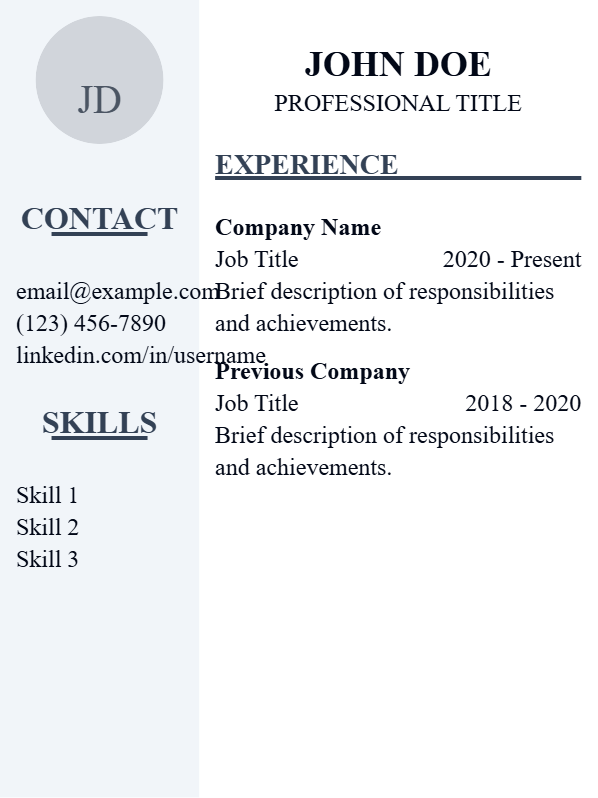 JD
CONTACT
email@example.com
(123) 456-7890
linkedin.com/in/username
SKILLS
Skill 1
Skill 2
Skill 3
JOHN DOE
PROFESSIONAL TITLE
EXPERIENCE
Company Name
Job Title 2020 - Present
Brief description of responsibilities
and achievements.
Previous Company
Job Title 2018 - 2020
Brief description of responsibilities
and achievements.